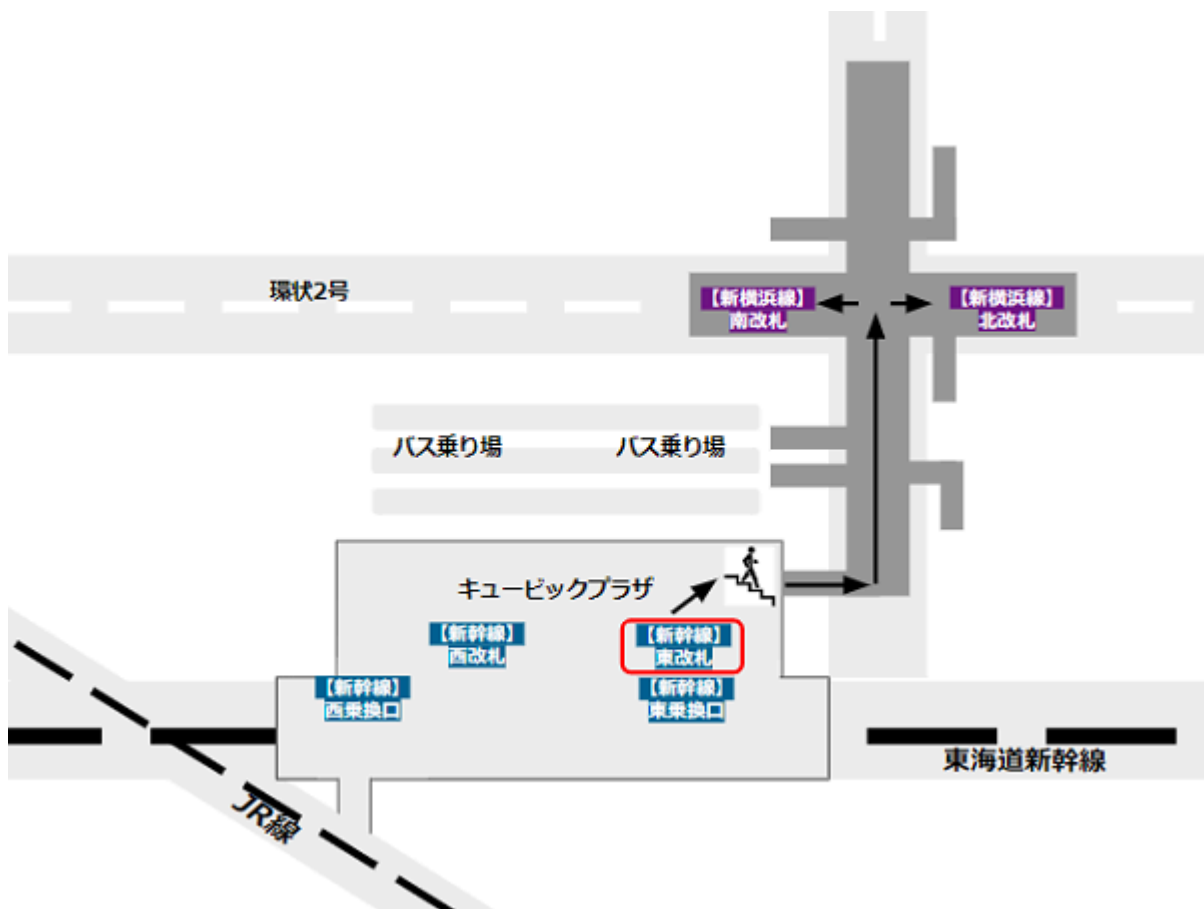 環状2号
【新横浜線】
南改札
【新横浜線】
北改札
バス乗り場
バス乗り場
キュービックプラザ
【新幹線】
西改札
【新幹線】
東改札
【新幹線】
西乗換口
【新幹線】
東乗換口
東海道新幹線
JR線